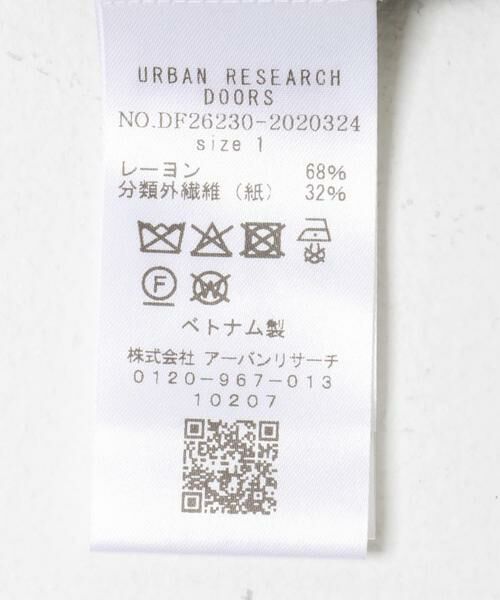 URBAN RESEARCH
DOORS
NO.DF26230-2020324
size 1
レーヨン 68%
分類外繊維（紙） 32%
F W
ベトナム製
株式会社 アーバンリサーチ
0120-967-013
10207